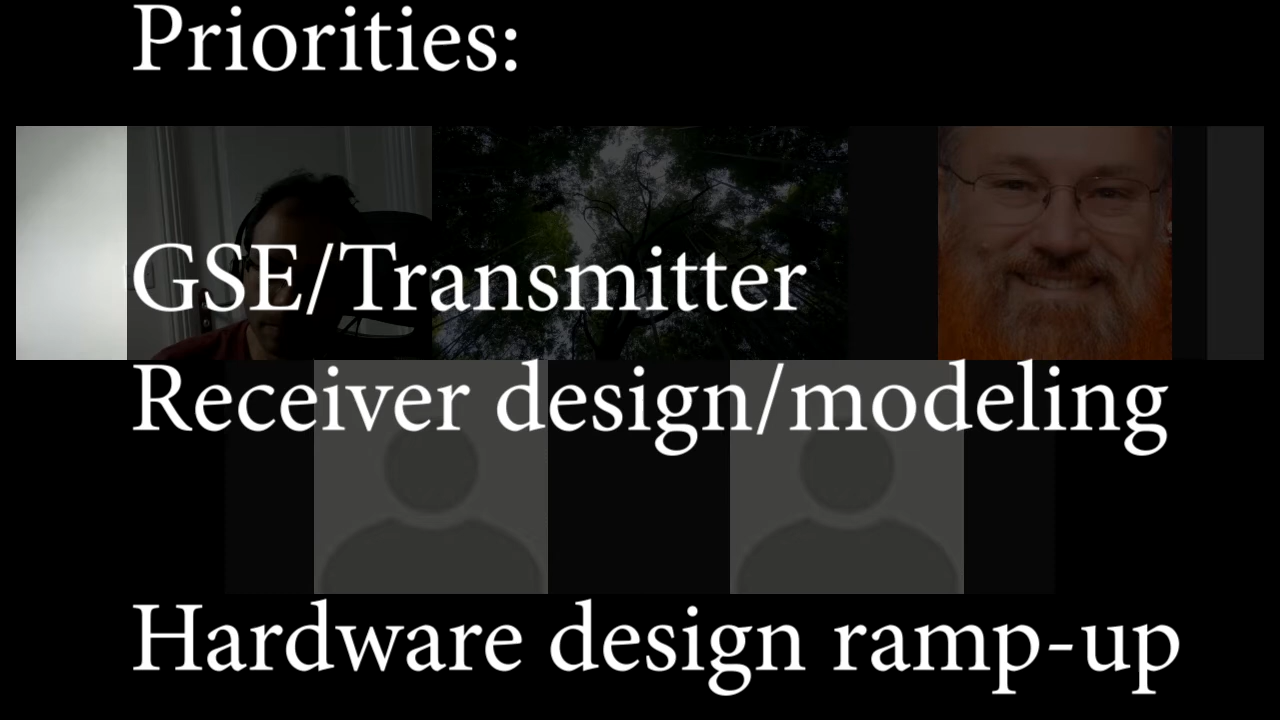 Priorities:
GSE/Transmitter
Receiver design/modeling
Hardware design ramp-up